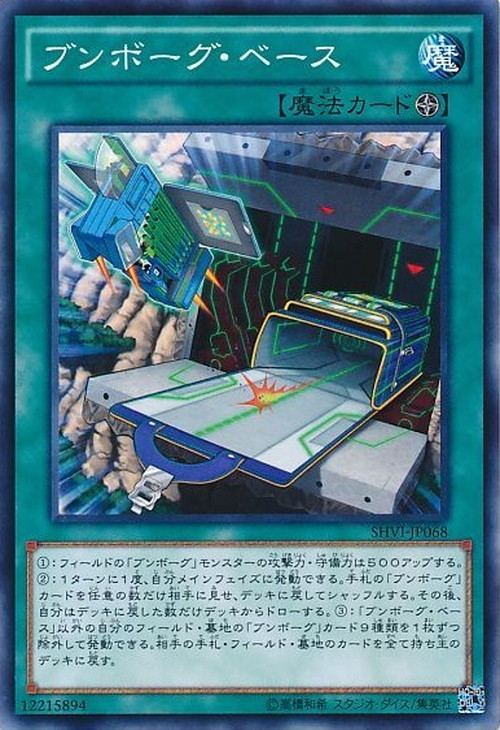 ブンボーグ・ベース
魔
【魔法カード】
SHVI-JP068
①：フィールドの「ブンボーグ」モンスターの攻撃力・守備力は５００アップする。
②：１ターンに１度、自分メインフェイズに発動できる。手札の「ブンボーグ」
カードを任意の数だけ相手に見せ、デッキに戻してシャッフルする。その後、
自分はデッキに戻した数だけデッキからドローする。③：「ブンボーグ・ベー
ス」以外の自分のフィールド・墓地の「ブンボーグ」カード９種類を１枚ずつ
除外して発動できる。相手の手札・フィールド・墓地のカードを全て持ち主の
デッキに戻す。
12215894
©高橋和希 スタジオ・ダイス/集英社